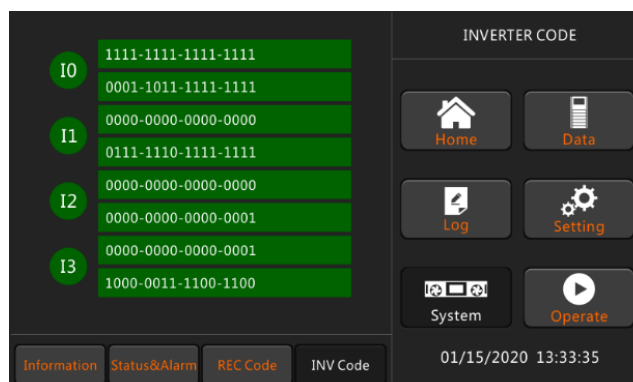 INVERTER CODE
I0
1111-1111-1111-1111
0001-1011-1111-1111
I1
0000-0000-0000-0000
0111-1110-1111-1111
I2
0000-0000-0000-0000
0000-0000-0000-0001
I3
0000-0000-0000-0001
1000-0011-1100-1100
Home
Data
Log
Setting
System
Operate
Information
Status&Alarm
REC Code
INV Code
01/15/2020 13:33:35